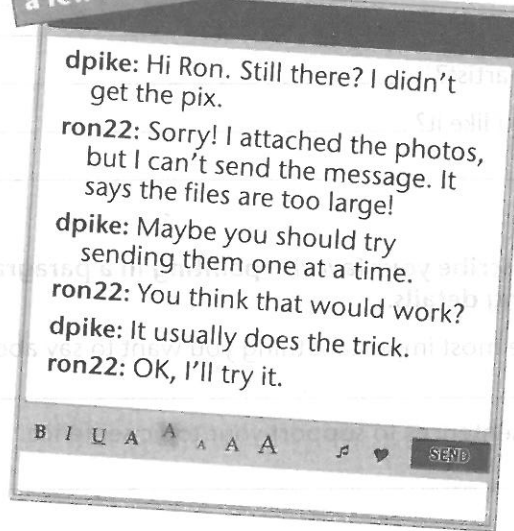 a few
dpike: Hi Ron. Still there? I didn't
get the pix.
ron22: Sorry! I attached the photos,
but I can't send the message. It
says the files are too large!
dpike: Maybe you should try
sending them one at a time.
ron22: You think that would work?
dpike: It usually does the trick.
ron22: OK, I'll try it.
B I U A A A A A SEND